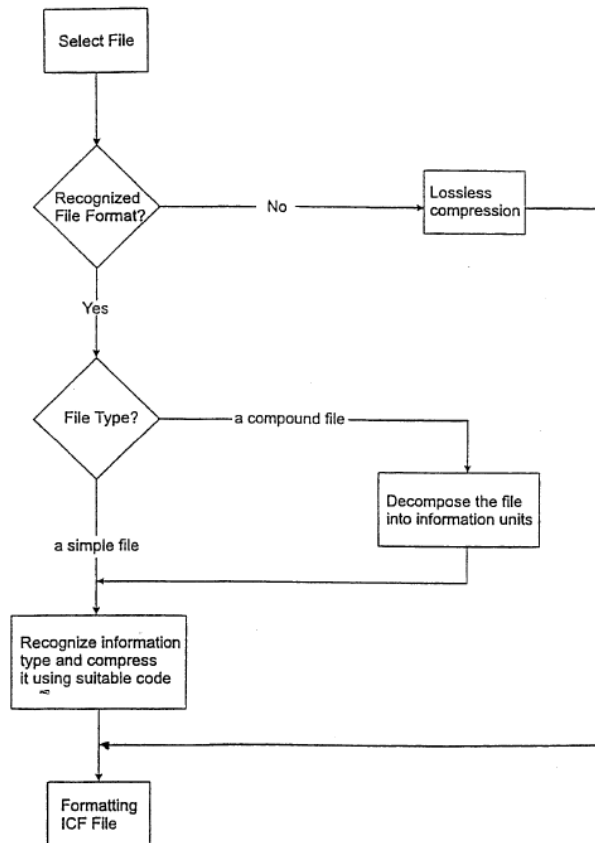 Select File
Recognized
File Format?
No
Lossless
compression
Yes
File Type?
a compound file
Decompose the file
into information units
a simple file
Recognize information
type and compress
it using suitable code
Formatting
ICF File